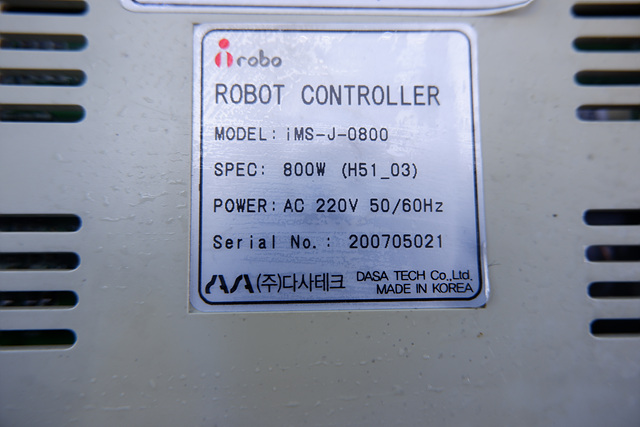 irobo
ROBOT CONTROLLER
MODEL: iMS-J-0800
SPEC: 800W (H51_03)
POWER: AC 220V 50/60Hz
Serial No.: 200705021
(주)다사테크 DASA TECH Co.,Ltd.
MADE IN KOREA